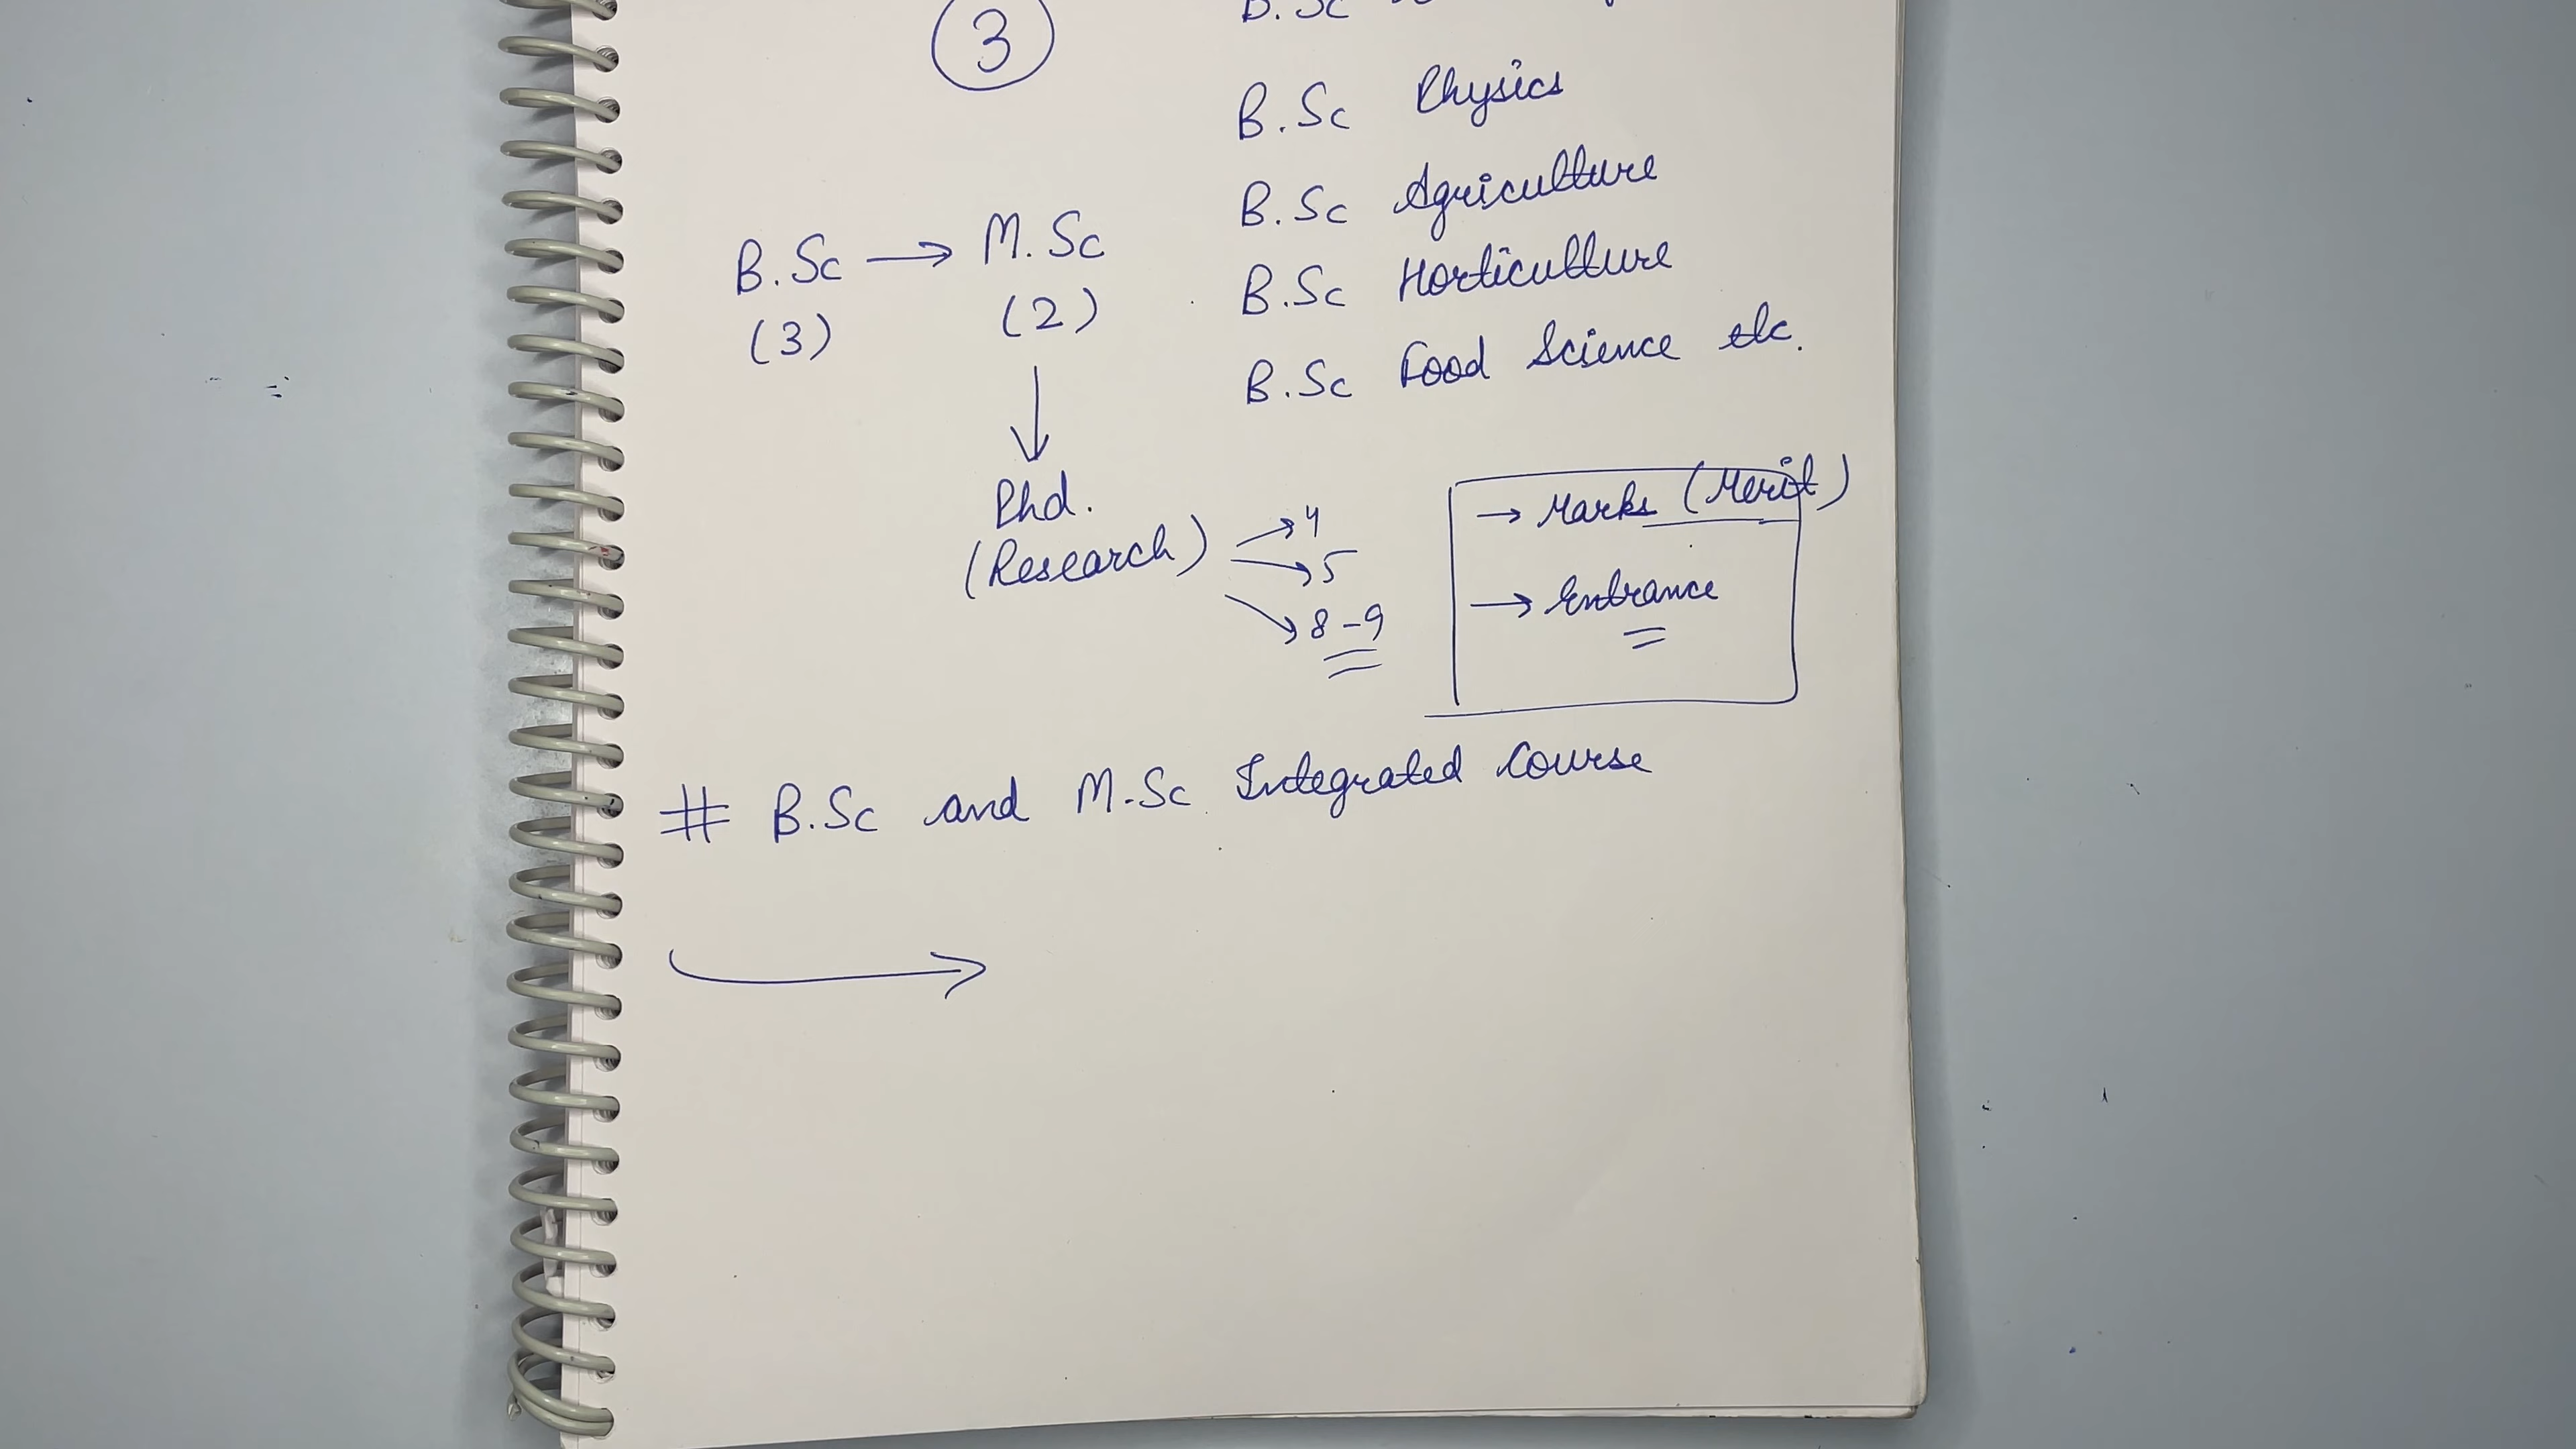 3
B.Sc
B.Sc Physics
B.Sc Agriculture
B.Sc Horticulture
B.Sc Food Science etc.
B.Sc → M.Sc
(3) (2)
↓
Phd.
(Research)
→ 4
→ 5
→ 8-9
→ Marks (Merit)
→ Entrance
# B.Sc and M.Sc Integrated Course
→